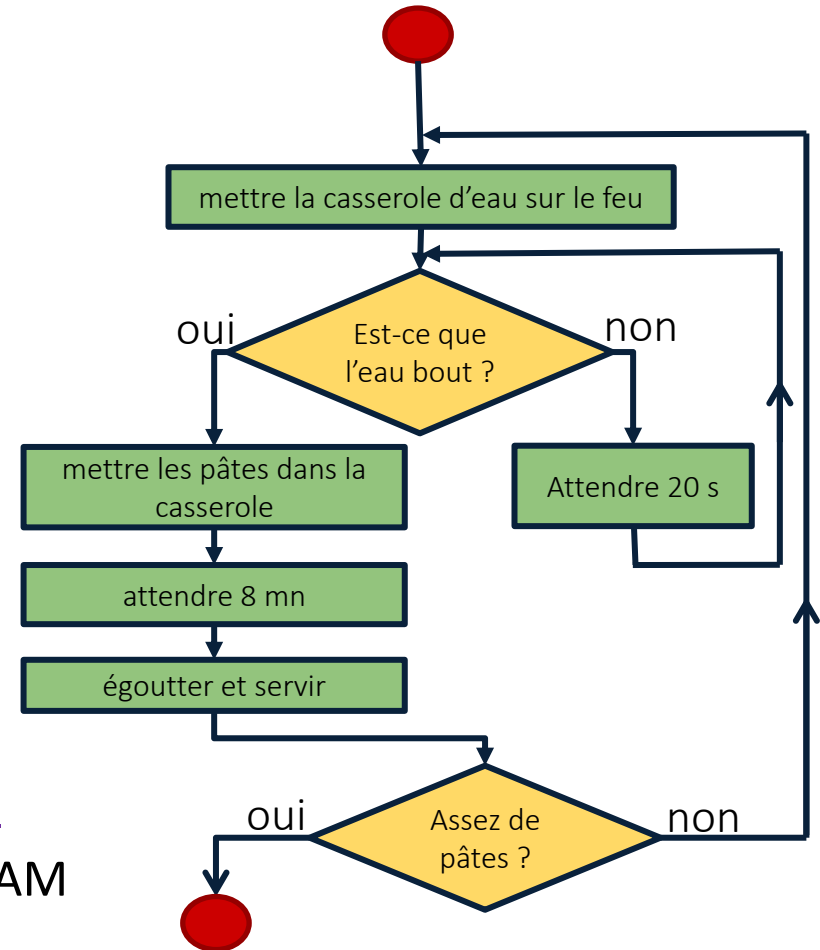 mettre la casserole d'eau sur le feu
oui
Est-ce que
l'eau bout ?
non
mettre les pâtes dans la
casserole
Attendre 20 s
attendre 8 mn
égoutter et servir
oui
Assez de
pâtes ?
non
AM